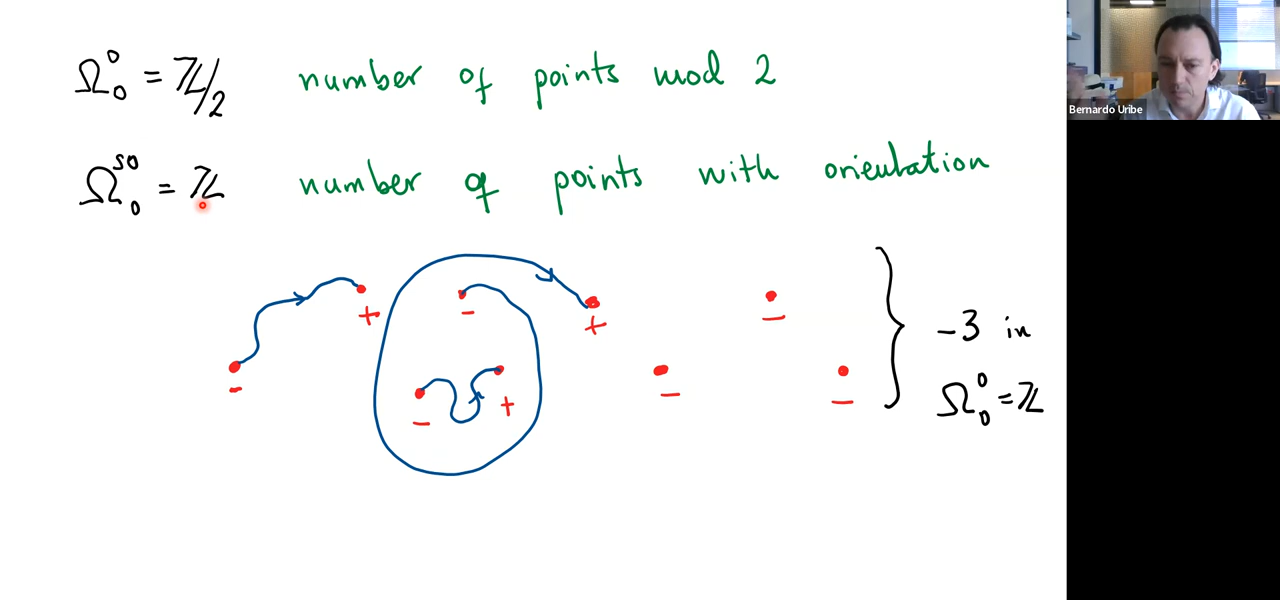 Ω₀⁰ = ℤ/2 number of points mod 2
Ω₀^SO = ℤ number of points with orientation
+ - + -
- - + - -
-3 in
Ω₀⁰ = ℤ
Bernardo Uribe